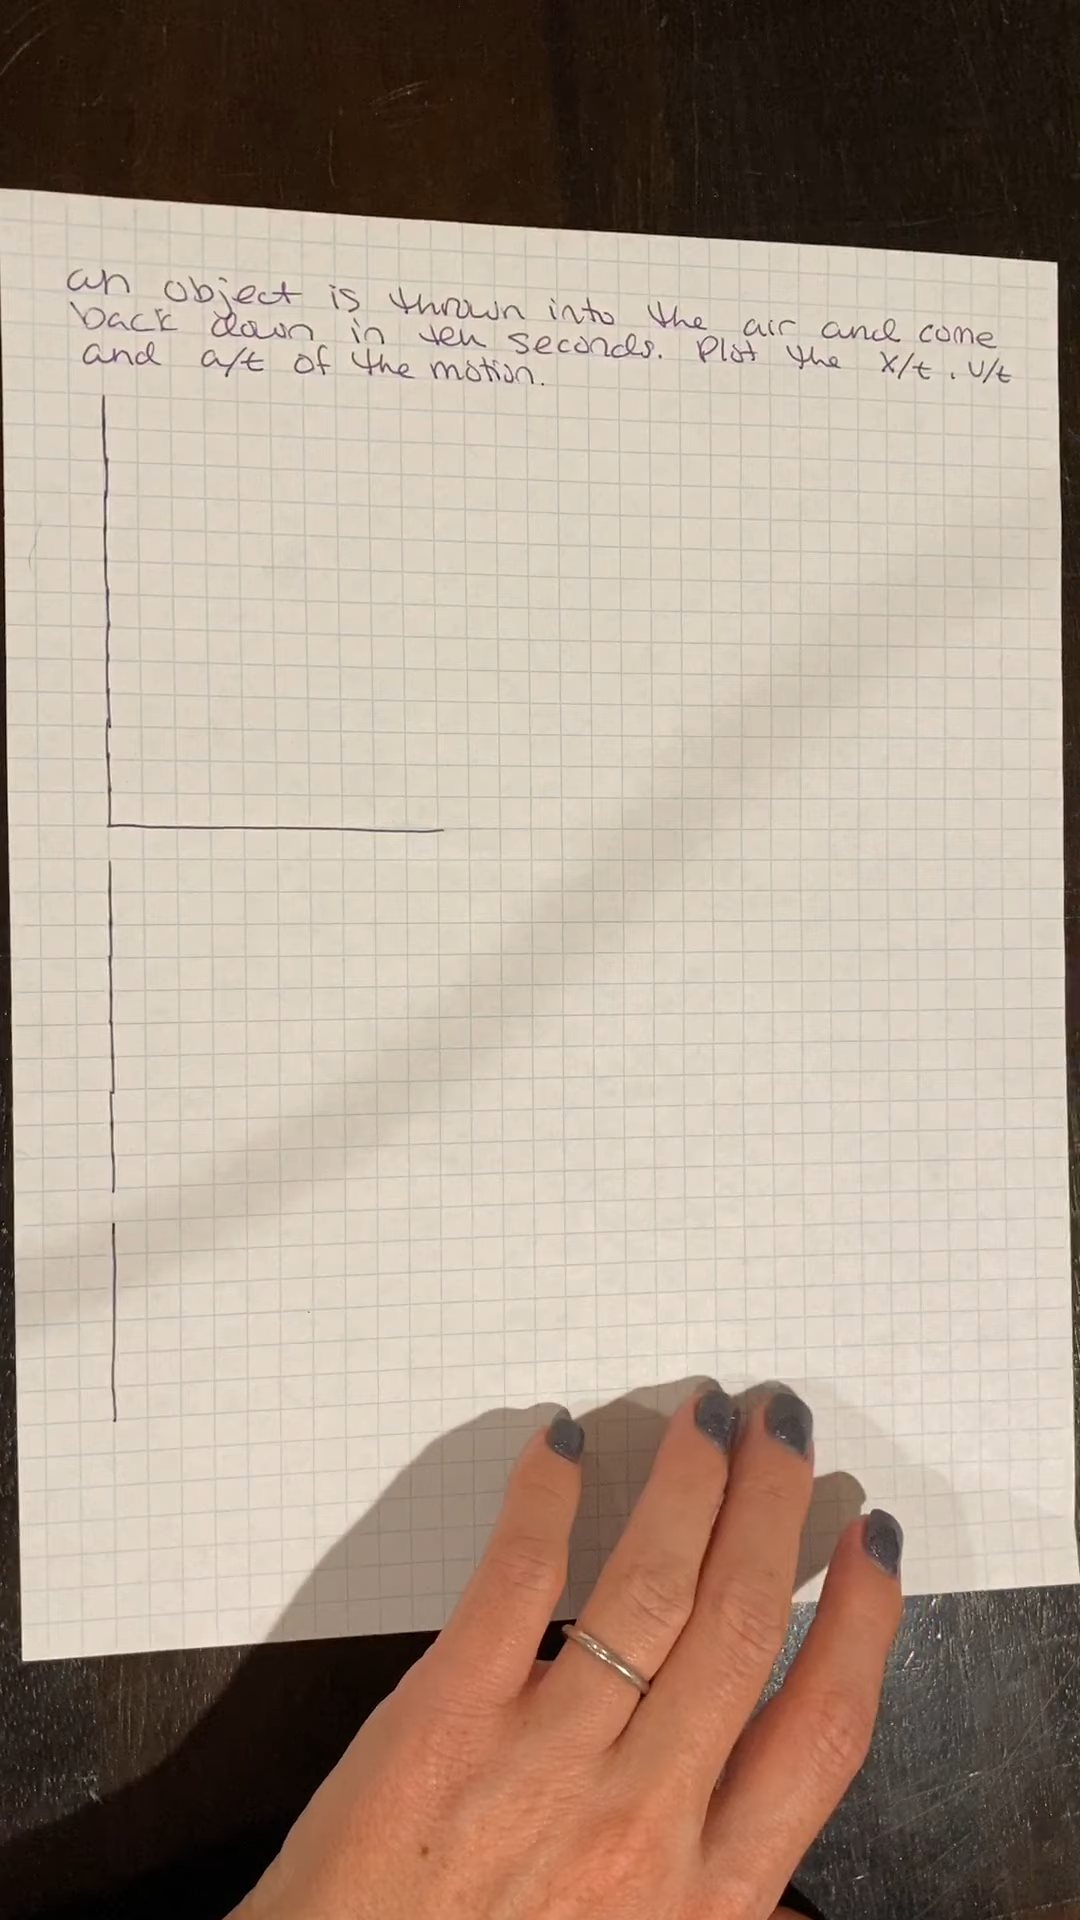 an object is thrown into the air and come
back down in ten seconds. Plot the x/t, v/t
and a/t of the motion.